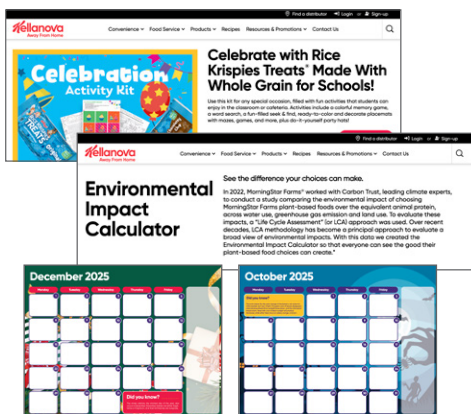 Find a distributor Login or Sign-up
Kellanova
Away From Home
Convenience Food Service Products Recipes Resources & Promotions Contact Us
Celebration
Activity Kit
Celebrate with Rice
Krispies Treats® Made With
Whole Grain for Schools!
Use this kit for any special occasion, filled with fun activities that students can
enjoy in the classroom or cafeteria. Activities include a colorful memory game,
a word search, a fun-filled seek & find, ready-to-color and decorate placemats
with mazes, games, and more, plus do-it-yourself party hats!
Find a distributor Login or Sign-up
Kellanova
Away From Home
Convenience Food Service Products Recipes Resources & Promotions Contact Us
Environmental
Impact
Calculator
See the difference your choices can make.
In 2022, MorningStar Farms® worked with Carbon Trust, leading climate experts,
to conduct a study comparing the environmental impact of choosing
MorningStar Farms plant-based foods over the equivalent animal protein,
across water use, greenhouse gas emission and land use. To evaluate these
impacts, a "Life Cycle Assessment" (or LCA) approach was used. Over recent
decades, LCA methodology has become a principal approach to evaluate a
broad view of environmental impacts. With this data we created the
Environmental Impact Calculator so that everyone can see the good their
plant-based food choices can create.*
December 2025
Monday Tuesday Wednesday Thursday Friday
Did you know?
October 2025
Monday Tuesday Wednesday Thursday Friday
Did you know?